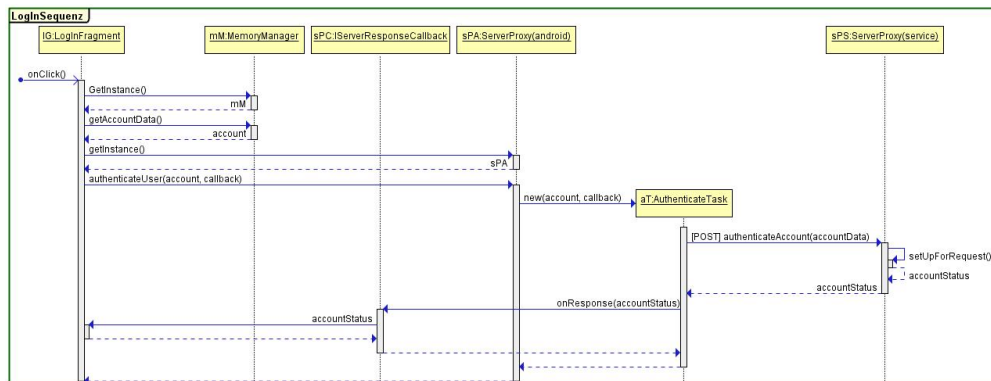 LogInSequenz
lG:LogInFragment
mM:MemoryManager
sPC:IServerResponseCallback
sPA:ServerProxy(android)
sPS:ServerProxy(service)
onClick()
GetInstance()
mM
getAccountData()
account
getInstance()
sPA
authenticateUser(account, callback)
new(account, callback)
aT:AuthenticateTask
[POST] authenticateAccount(accountData)
setUpForRequest()
accountStatus
accountStatus
onResponse(accountStatus)
accountStatus